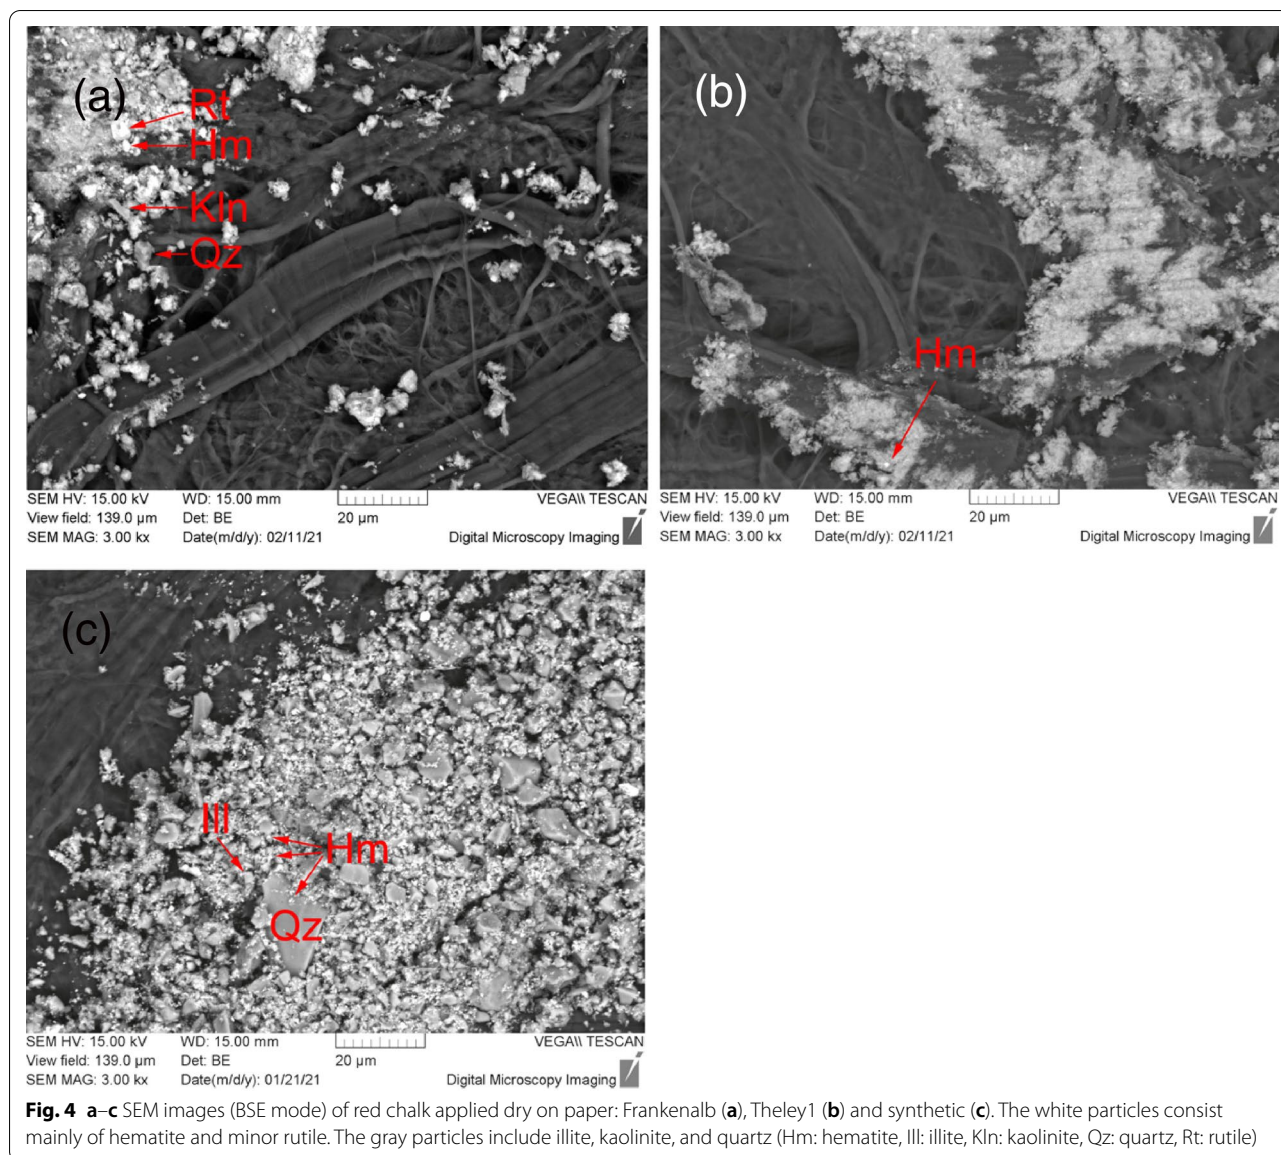 (a)
Rt
Hm
Kln
Qz
SEM HV: 15.00 kV WD: 15.00 mm VEGA\\ TESCAN
View field: 139.0 µm Det: BE 20 µm
SEM MAG: 3.00 kx Date(m/d/y): 02/11/21 Digital Microscopy Imaging
(b)
Hm
SEM HV: 15.00 kV WD: 15.00 mm VEGA\\ TESCAN
View field: 139.0 µm Det: BE 20 µm
SEM MAG: 3.00 kx Date(m/d/y): 02/11/21 Digital Microscopy Imaging
(c)
Ill
Hm
Qz
SEM HV: 15.00 kV WD: 15.00 mm VEGA\\ TESCAN
View field: 139.0 µm Det: BE 20 µm
SEM MAG: 3.00 kx Date(m/d/y): 01/21/21 Digital Microscopy Imaging
Fig. 4 a–c SEM images (BSE mode) of red chalk applied dry on paper: Frankenalb (a), Theley1 (b) and synthetic (c). The white particles consist
mainly of hematite and minor rutile. The gray particles include illite, kaolinite, and quartz (Hm: hematite, Ill: illite, Kln: kaolinite, Qz: quartz, Rt: rutile)